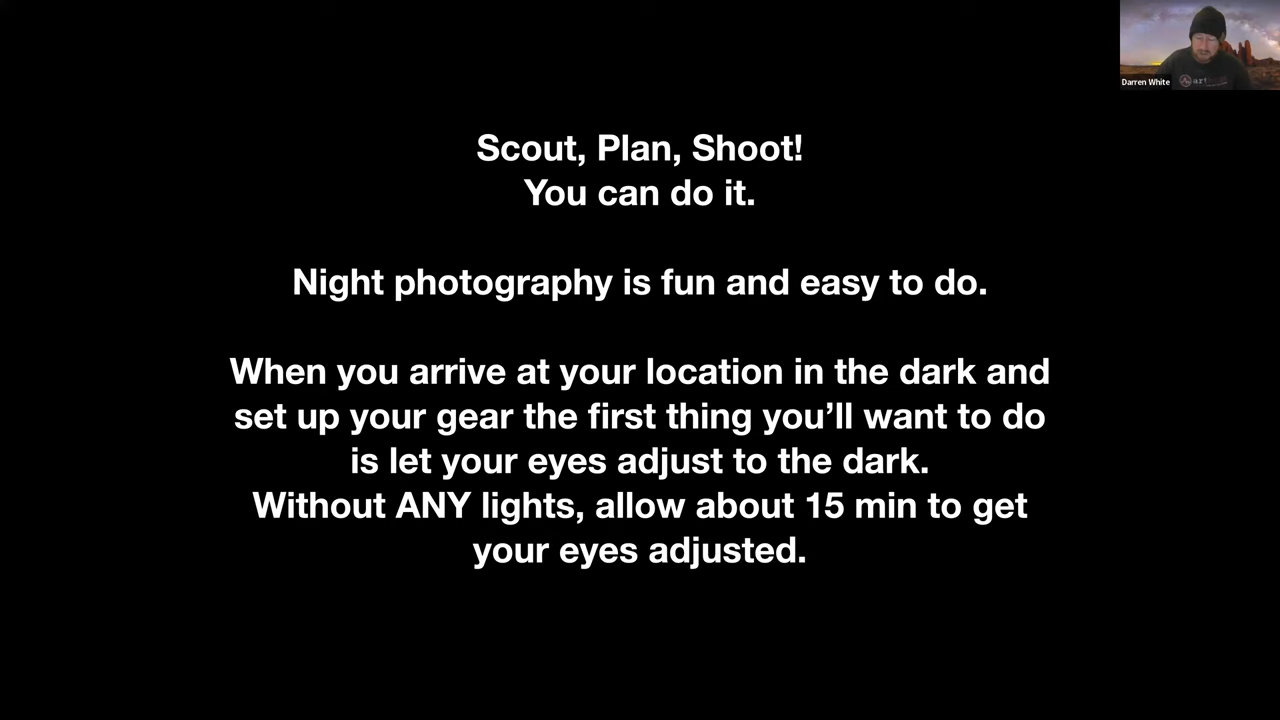 Darren White
art
Scout, Plan, Shoot!
You can do it.
Night photography is fun and easy to do.
When you arrive at your location in the dark and
set up your gear the first thing you’ll want to do
is let your eyes adjust to the dark.
Without ANY lights, allow about 15 min to get
your eyes adjusted.